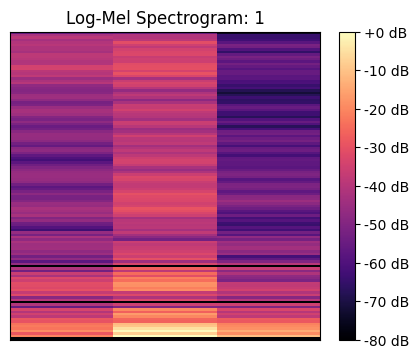 Log-Mel Spectrogram: 1
+0 dB
-10 dB
-20 dB
-30 dB
-40 dB
-50 dB
-60 dB
-70 dB
-80 dB